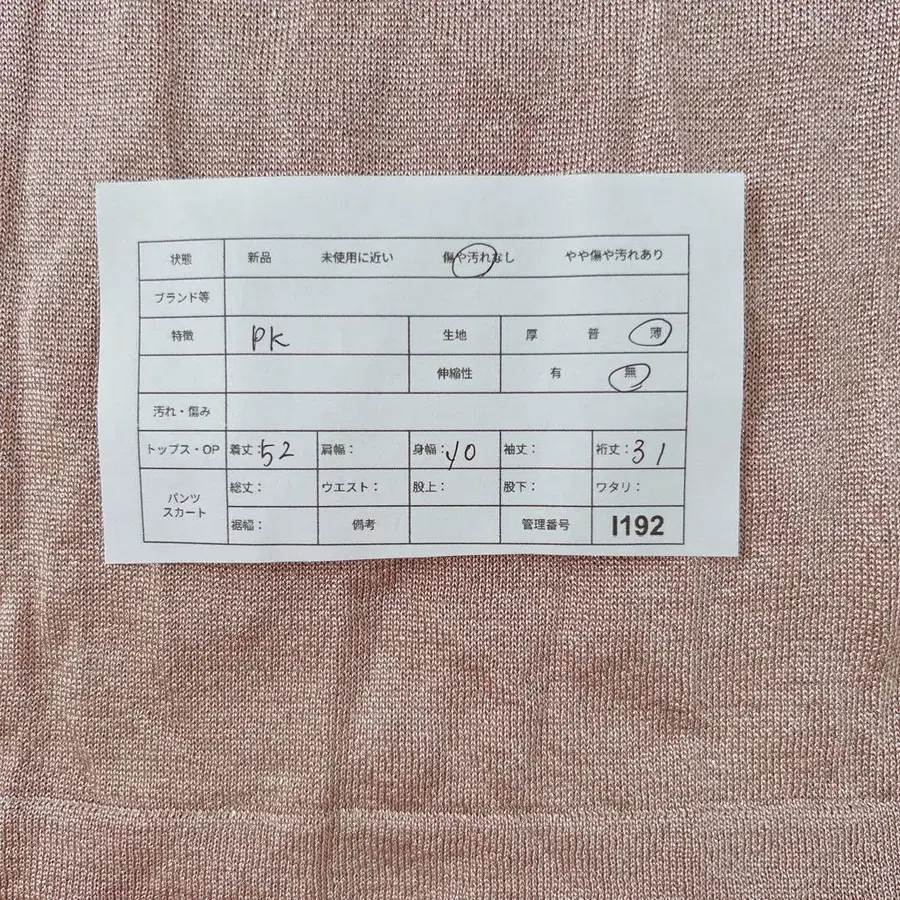 状態 新品 未使用に近い 傷や汚れなし やや傷や汚れあり
ブランド等
特徴 PK 生地 厚 普 薄
伸縮性 有 無
汚れ・傷み
トップス・OP 着丈:52 肩幅: 身幅:40 袖丈: 裄丈:31
パンツ スカート 総丈: ウエスト: 股上: 股下: ワタリ:
裾幅: 備考 管理番号 I192